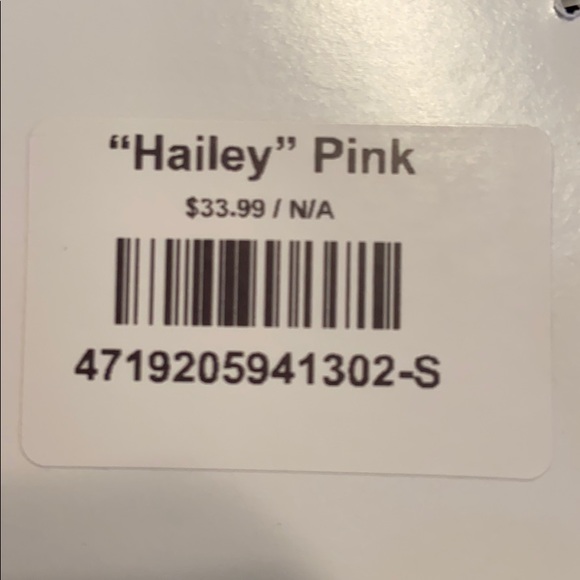 “Hailey” Pink
$33.99 / N/A
4719205941302-S